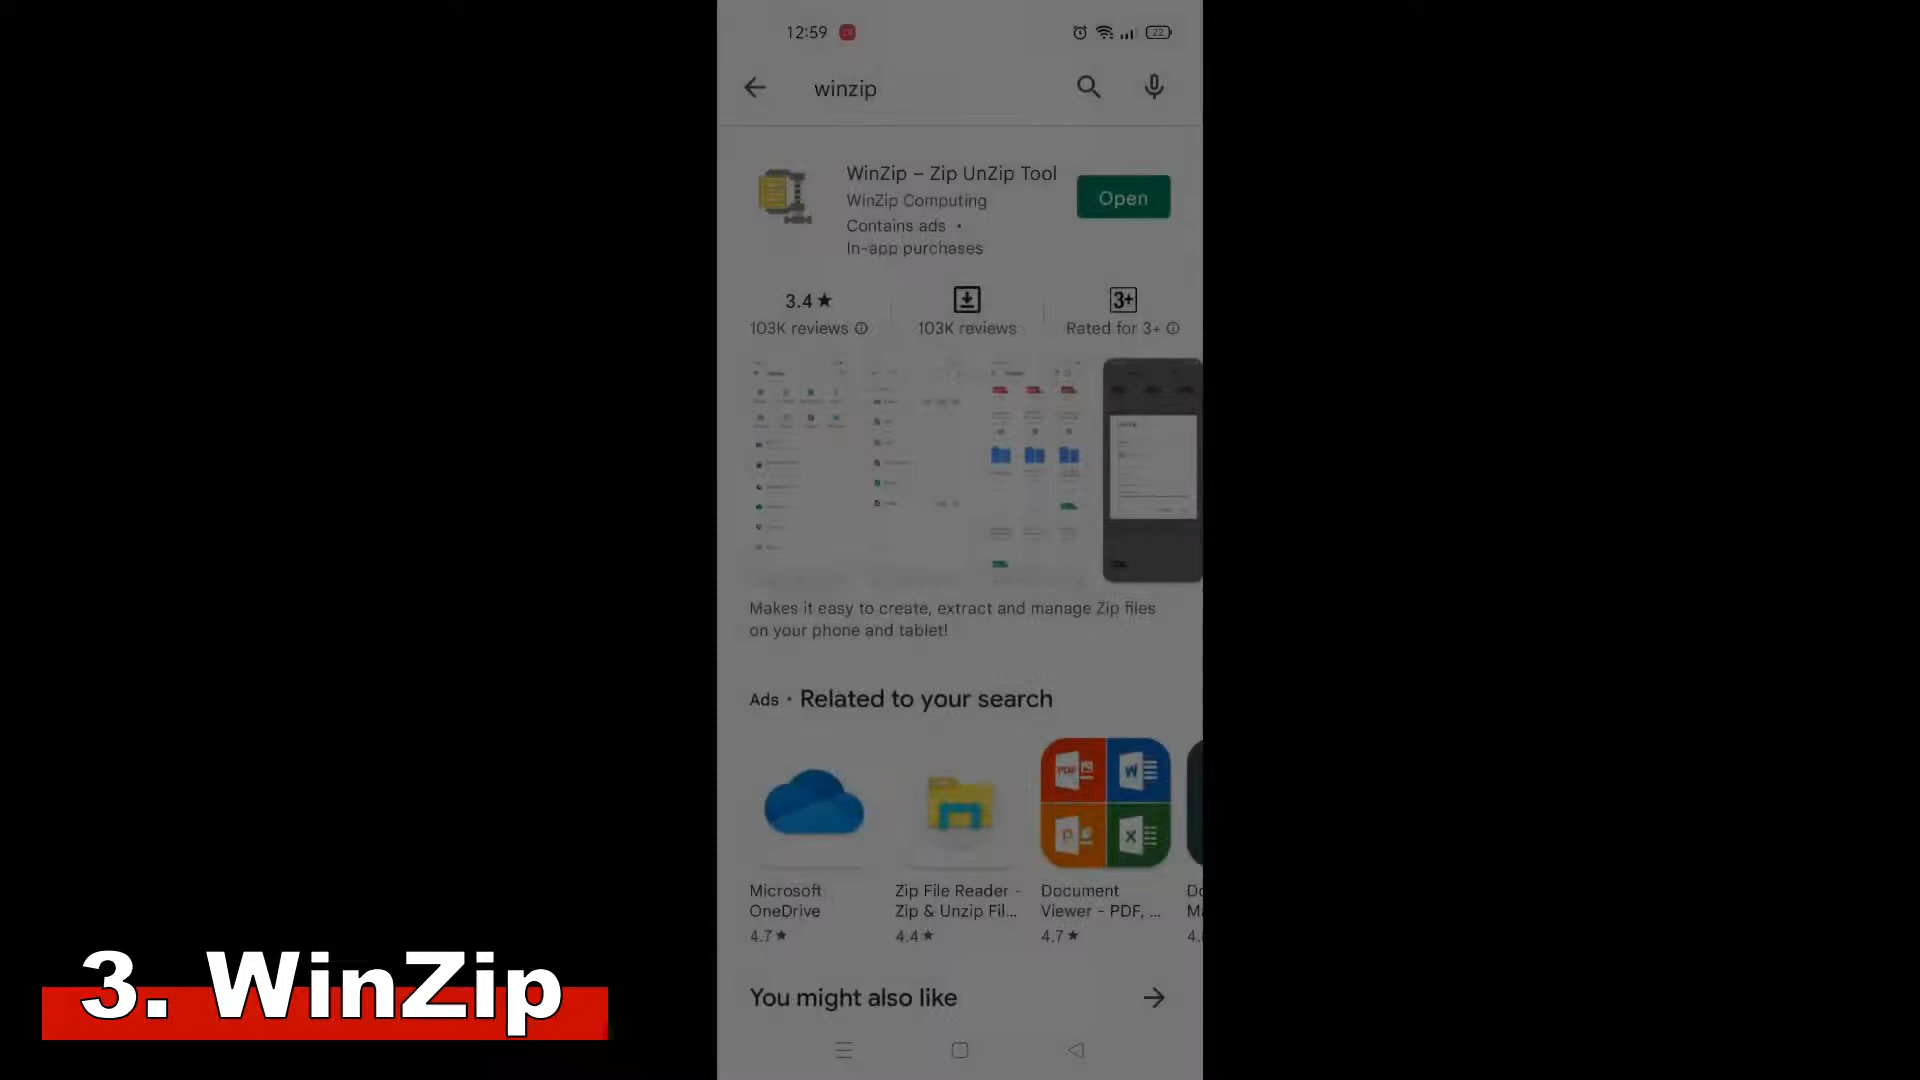 12:59
22
winzip
WinZip – Zip UnZip Tool
WinZip Computing
Contains ads •
In-app purchases
Open
3.4 ★
103K reviews
103K reviews
3+
Rated for 3+
Makes it easy to create, extract and manage Zip files
on your phone and tablet!
Ads · Related to your search
PDF
W
P
X
Microsoft
OneDrive
4.7 ★
Zip File Reader -
Zip & Unzip Fil...
4.4 ★
Document
Viewer - PDF, ...
4.7 ★
You might also like
3. WinZip